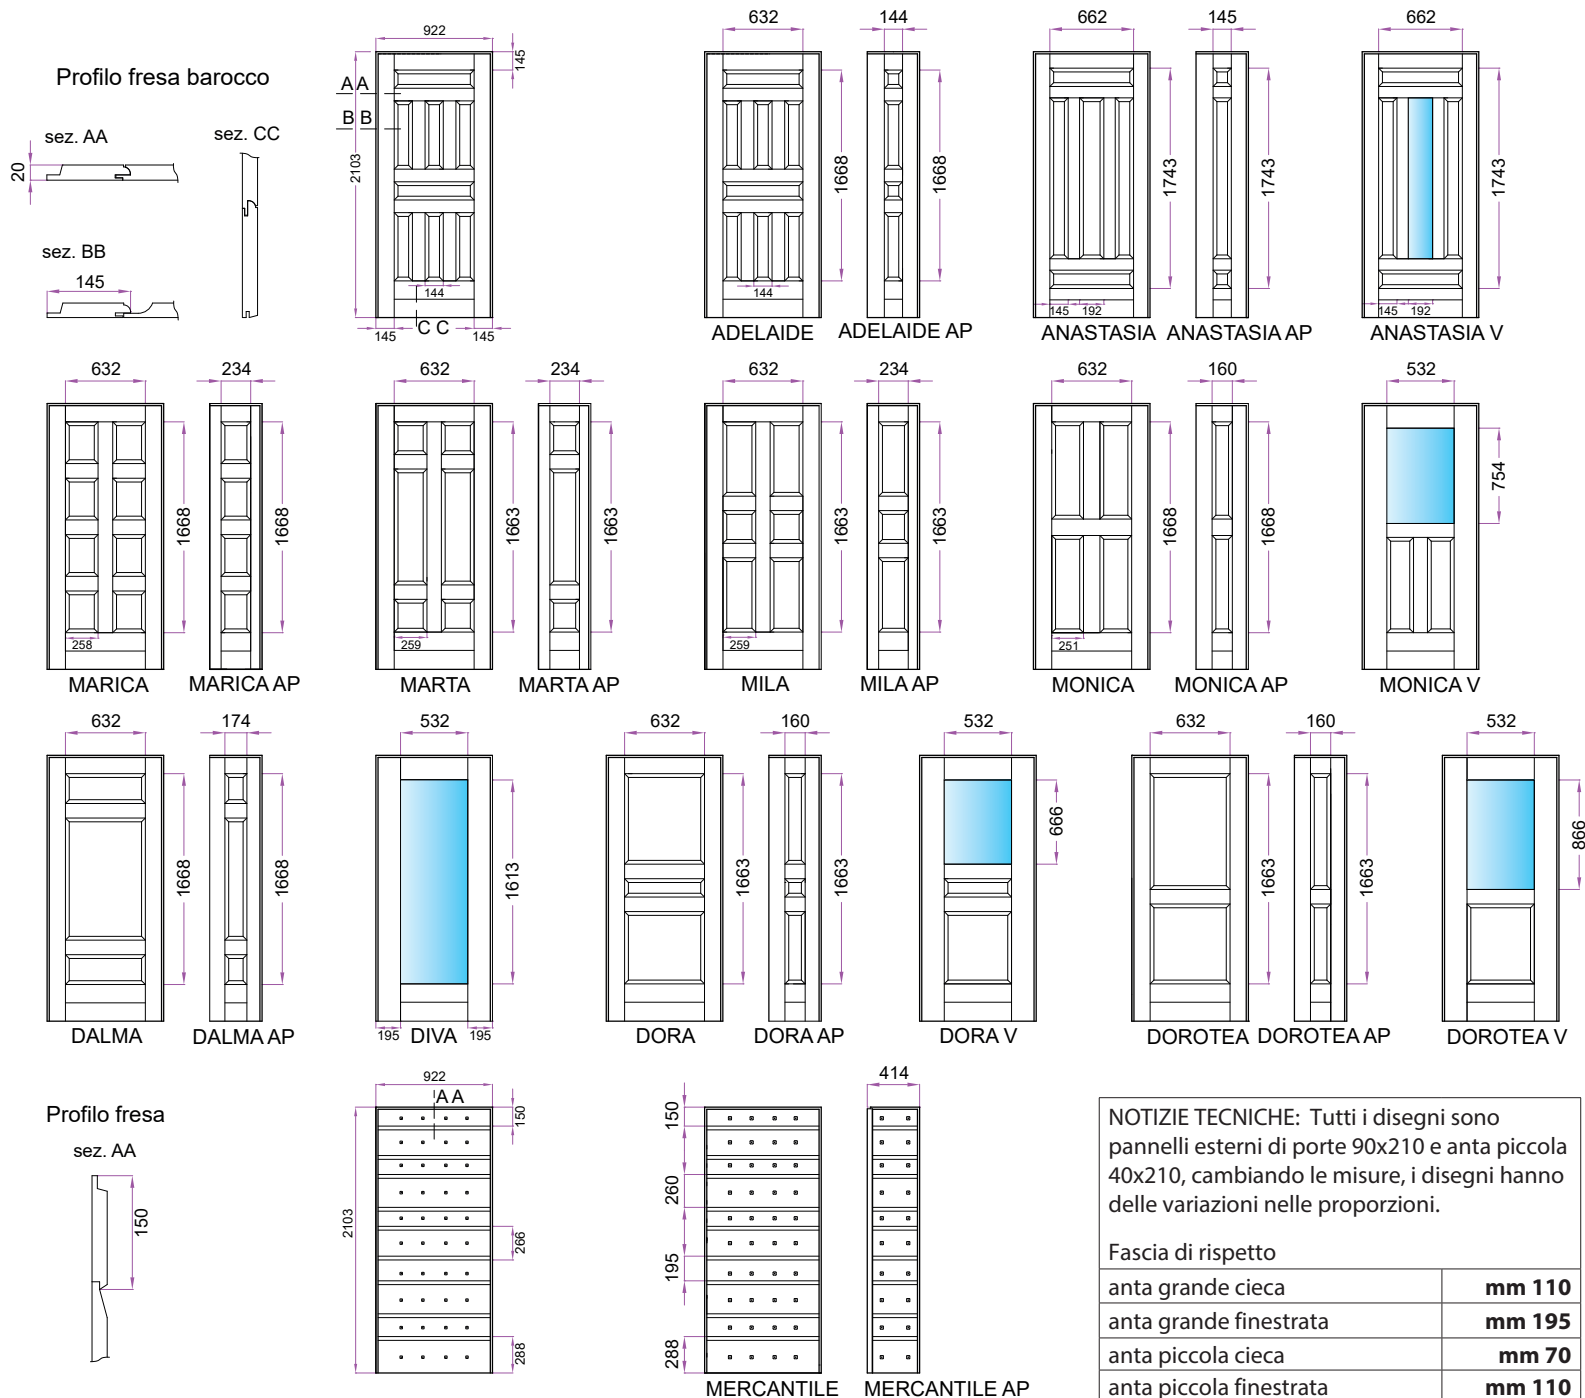 Profilo fresa barocco
sez. AA
20
sez. CC
sez. BB
145
922
145
A A
B B
2103
144
C C
145
145
632
1668
144
ADELAIDE
144
1668
ADELAIDE AP
662
1743
145
192
ANASTASIA
145
1743
ANASTASIA AP
662
1743
145
192
ANASTASIA V
632
1668
258
MARICA
234
1668
MARICA AP
632
1663
259
MARTA
234
1663
MARTA AP
632
1663
259
MILA
234
1663
MILA AP
632
1668
251
MONICA
160
1668
MONICA AP
532
754
MONICA V
632
1668
DALMA
174
1668
DALMA AP
532
1613
195
195
DIVA
632
1663
DORA
160
1663
DORA AP
532
666
DORA V
632
1663
DOROTEA
160
1663
DOROTEA AP
532
866
DOROTEA V
Profilo fresa
sez. AA
150
922
A A
150
2103
266
288
150
260
195
288
MERCANTILE
414
MERCANTILE AP
NOTIZIE TECNICHE: Tutti i disegni sono
pannelli esterni di porte 90x210 e anta piccola
40x210, cambiando le misure, i disegni hanno
delle variazioni nelle proporzioni.
Fascia di rispetto
anta grande cieca mm 110
anta grande finestrata mm 195
anta piccola cieca mm 70
anta piccola finestrata mm 110